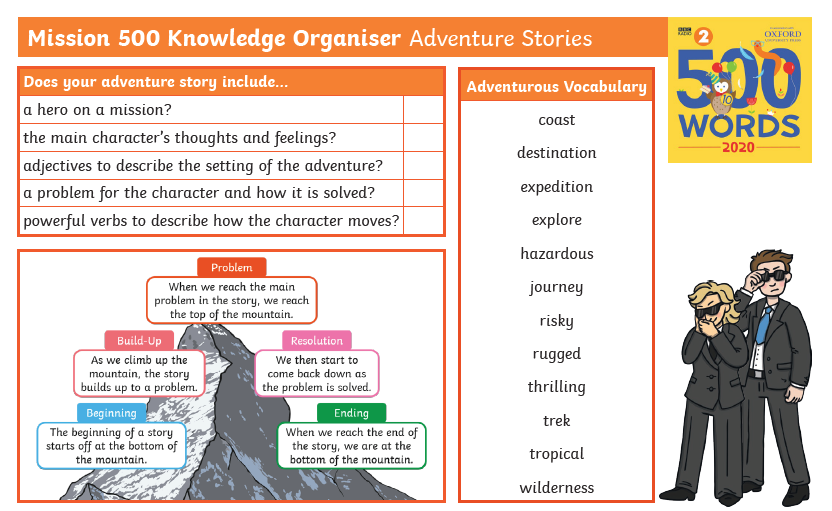 Mission 500 Knowledge Organiser Adventure Stories
Does your adventure story include...
a hero on a mission?
the main character's thoughts and feelings?
adjectives to describe the setting of the adventure?
a problem for the character and how it is solved?
powerful verbs to describe how the character moves?
Problem
When we reach the main
problem in the story, we reach
the top of the mountain.
Build-Up
As we climb up the
mountain, the story
builds up to a problem.
Resolution
We then start to
come back down as
the problem is solved.
Beginning
The beginning of a story
starts off at the bottom of
the mountain.
Ending
When we reach the end of
the story, we are at the
bottom of the mountain.
Adventurous Vocabulary
coast
destination
expedition
explore
hazardous
journey
risky
rugged
thrilling
trek
tropical
wilderness
BBC
RADIO 2
OXFORD
UNIVERSITY PRESS
500
10
WORDS
2020